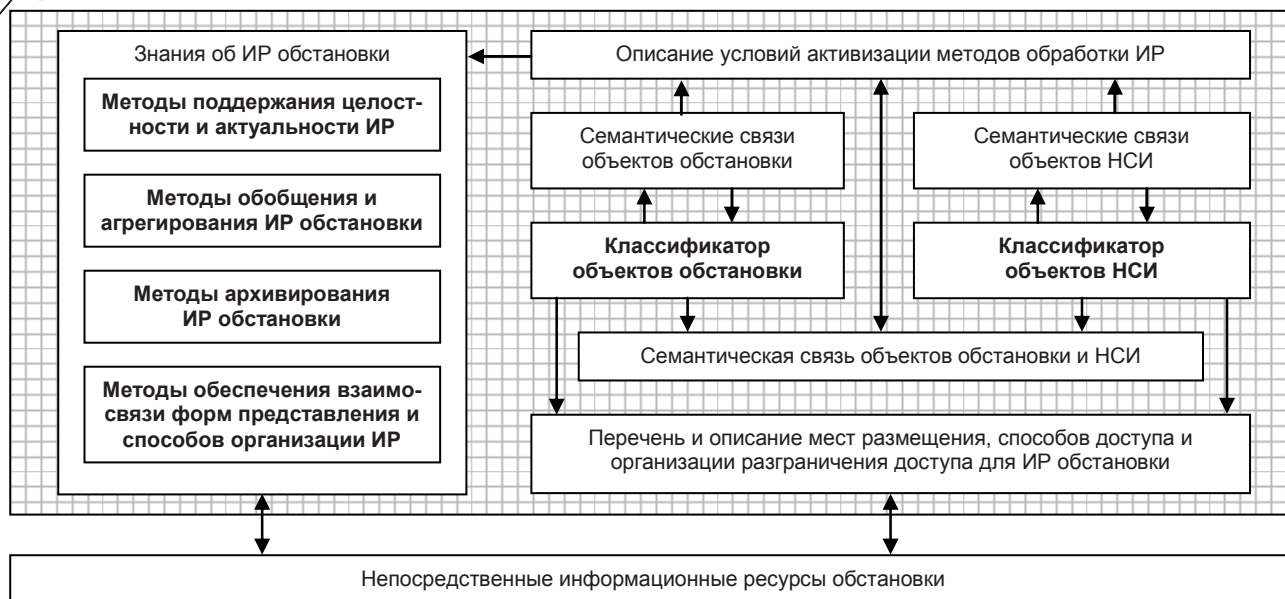 Знания об ИР обстановки
Методы поддержания целост-
ности и актуальности ИР
Методы обобщения и
агрегирования ИР обстановки
Методы архивирования
ИР обстановки
Методы обеспечения взаимо-
связи форм представления и
способов организации ИР
Описание условий активизации методов обработки ИР
Семантические связи
объектов обстановки
Семантические связи
объектов НСИ
Классификатор
объектов обстановки
Классификатор
объектов НСИ
Семантическая связь объектов обстановки и НСИ
Перечень и описание мест размещения, способов доступа и
организации разграничения доступа для ИР обстановки
Непосредственные информационные ресурсы обстановки